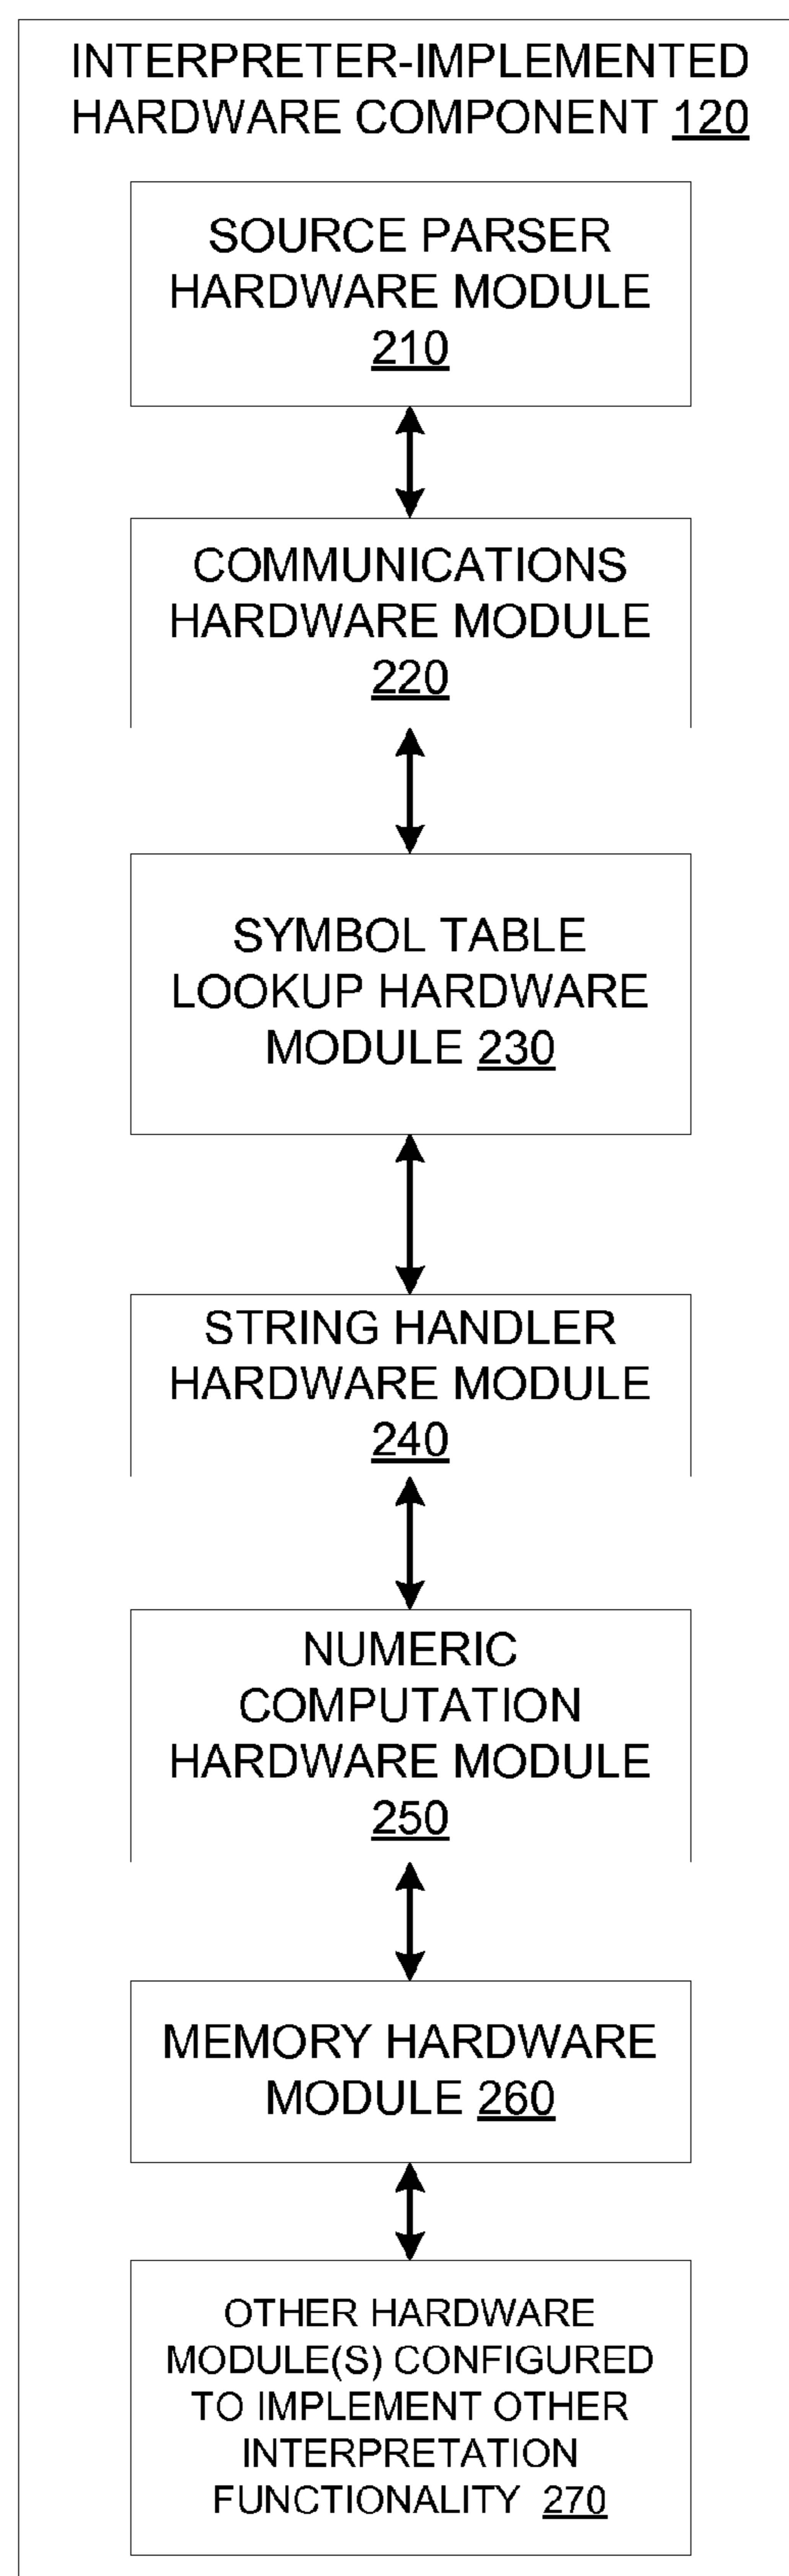 INTERPRETER-IMPLEMENTED
HARDWARE COMPONENT 120
SOURCE PARSER
HARDWARE MODULE
210
COMMUNICATIONS
HARDWARE MODULE
220
SYMBOL TABLE
LOOKUP HARDWARE
MODULE 230
STRING HANDLER
HARDWARE MODULE
240
NUMERIC
COMPUTATION
HARDWARE MODULE
250
MEMORY HARDWARE
MODULE 260
OTHER HARDWARE
MODULE(S) CONFIGURED
TO IMPLEMENT OTHER
INTERPRETATION
FUNCTIONALITY 270